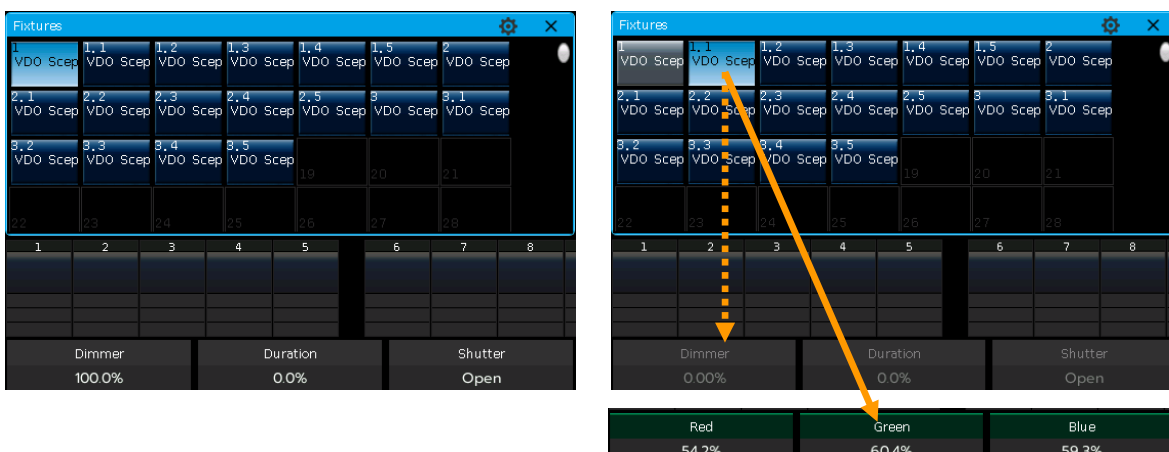 Fixtures
1 1.1 1.2 1.3 1.4 1.5 2
VDO Scep VDO Scep VDO Scep VDO Scep VDO Scep VDO Scep VDO Scep
2.1 2.2 2.3 2.4 2.5 3 3.1
VDO Scep VDO Scep VDO Scep VDO Scep VDO Scep VDO Scep VDO Scep
3.2 3.3 3.4 3.5
VDO Scep VDO Scep VDO Scep VDO Scep
19 20 21
22 23 24 25 26 27 28
1 2 3 4 5 6 7 8
Dimmer Duration Shutter
100.0% 0.0% Open
Fixtures
1 1.1 1.2 1.3 1.4 1.5 2
VDO Scep VDO Scep VDO Scep VDO Scep VDO Scep VDO Scep VDO Scep
2.1 2.2 2.3 2.4 2.5 3 3.1
VDO Scep VDO Scep VDO Scep VDO Scep VDO Scep VDO Scep VDO Scep
3.2 3.3 3.4 3.5
VDO Scep VDO Scep VDO Scep VDO Scep
19 20 21
22 23 24 25 26 27 28
1 2 3 4 5 6 7 8
Dimmer Duration Shutter
0.00% 0.0% Open
Red Green Blue
54.2% 60.4% 59.3%